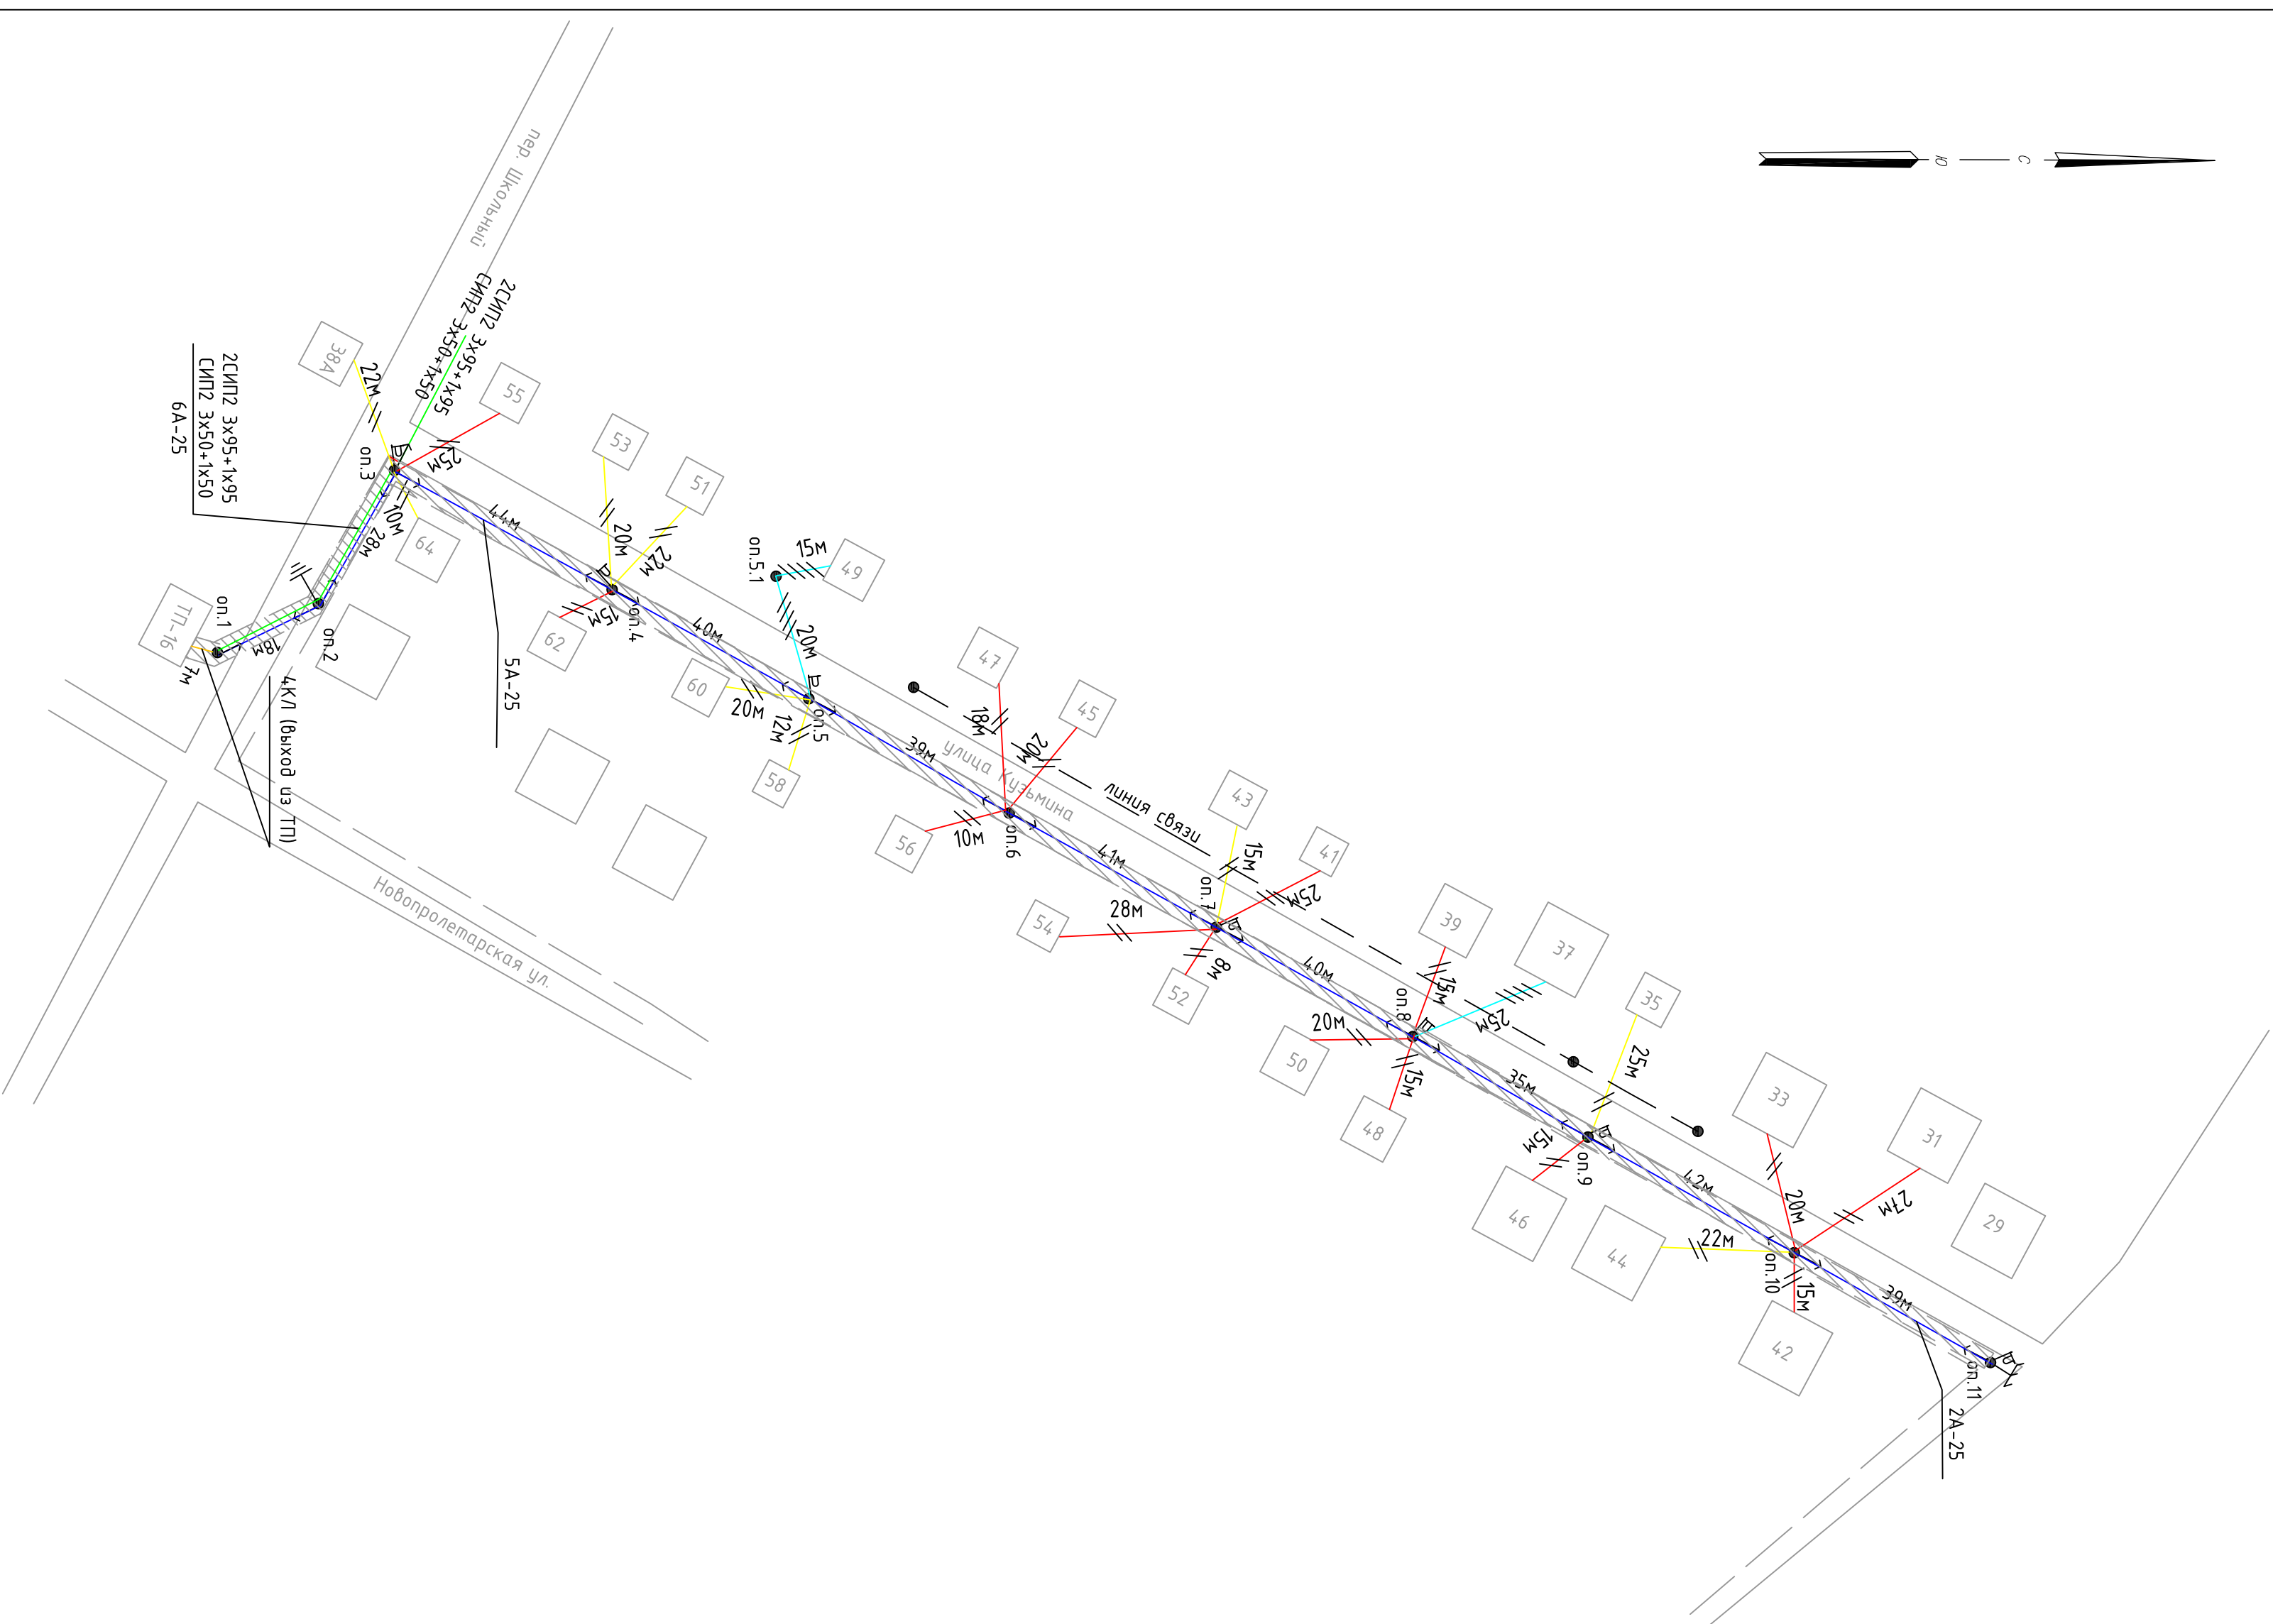 пер. Школьный
Ю
С
2СИП2 3х95+1х95
СИП2 3х50+1х50
2СИП2 3х95+1х95
СИП2 3х50+1х50
6А-25
38А
22м
55
25м
оп.3
10м
28м
64
44м
53
51
20м
22м
15м
оп.4
62
5А-25
ТП-16
оп.1
оп.2
18м
7м
4КЛ (выход из ТП)
Новопролетарская ул.
оп.5.1
15м
49
20м
40м
60
20м
12м
оп.5
58
39м
47
45
18м
20м
улица Кузьмина
линия связи
оп.6
10м
56
41м
43
41
15м
25м
оп.7
28м
54
8м
52
40м
39
37
15м
25м
оп.8
20м
50
15м
48
35м
35
25м
15м
оп.9
46
42м
33
31
29
20м
27м
22м
44
оп.10
15м
42
39м
оп.11
2А-25